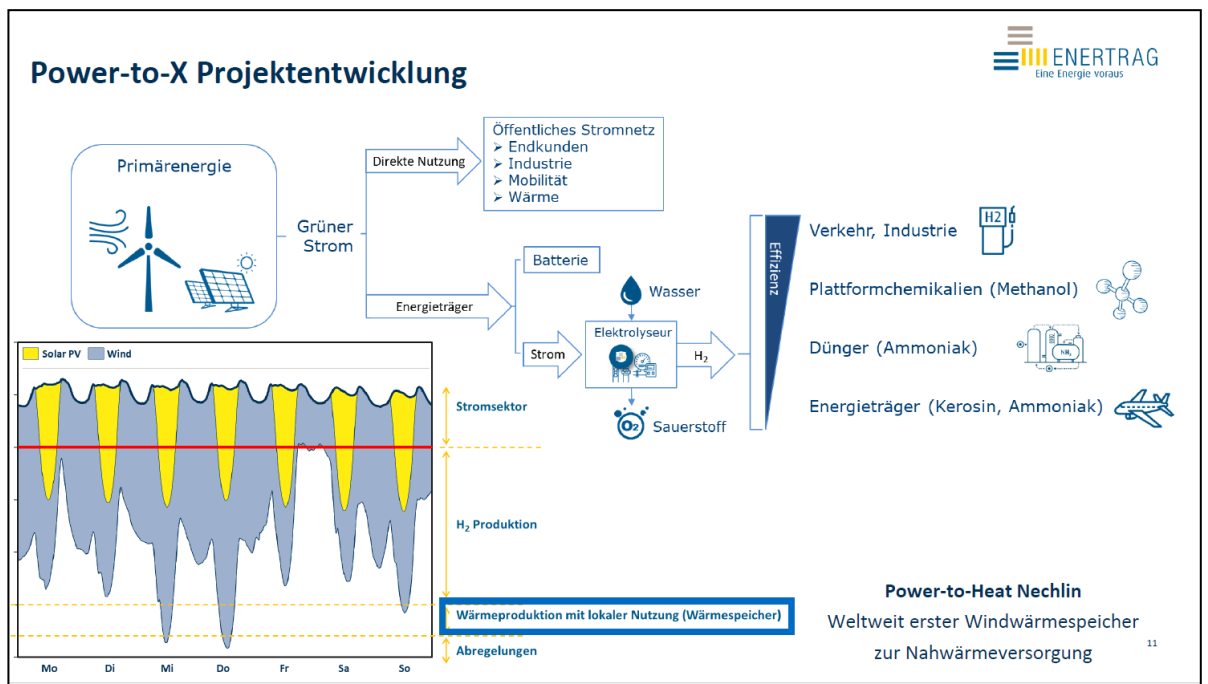 Power-to-X Projektentwicklung
ENERTRAG
Eine Energie voraus
Primärenergie
Grüner
Strom
Direkte Nutzung
Öffentliches Stromnetz
➢ Endkunden
➢ Industrie
➢ Mobilität
➢ Wärme
Energieträger
Batterie
Strom
Wasser
Elektrolyseur
O₂
Sauerstoff
H₂
Effizienz
Verkehr, Industrie
H2
Plattformchemikalien (Methanol)
Dünger (Ammoniak)
NH₃
Energieträger (Kerosin, Ammoniak)
Solar PV
Wind
Stromsektor
H₂ Produktion
Wärmeproduktion mit lokaler Nutzung (Wärmespeicher)
Abregelungen
Mo Di Mi Do Fr Sa So
Power-to-Heat Nechlin
Weltweit erster Windwärmespeicher
zur Nahwärmeversorgung
11